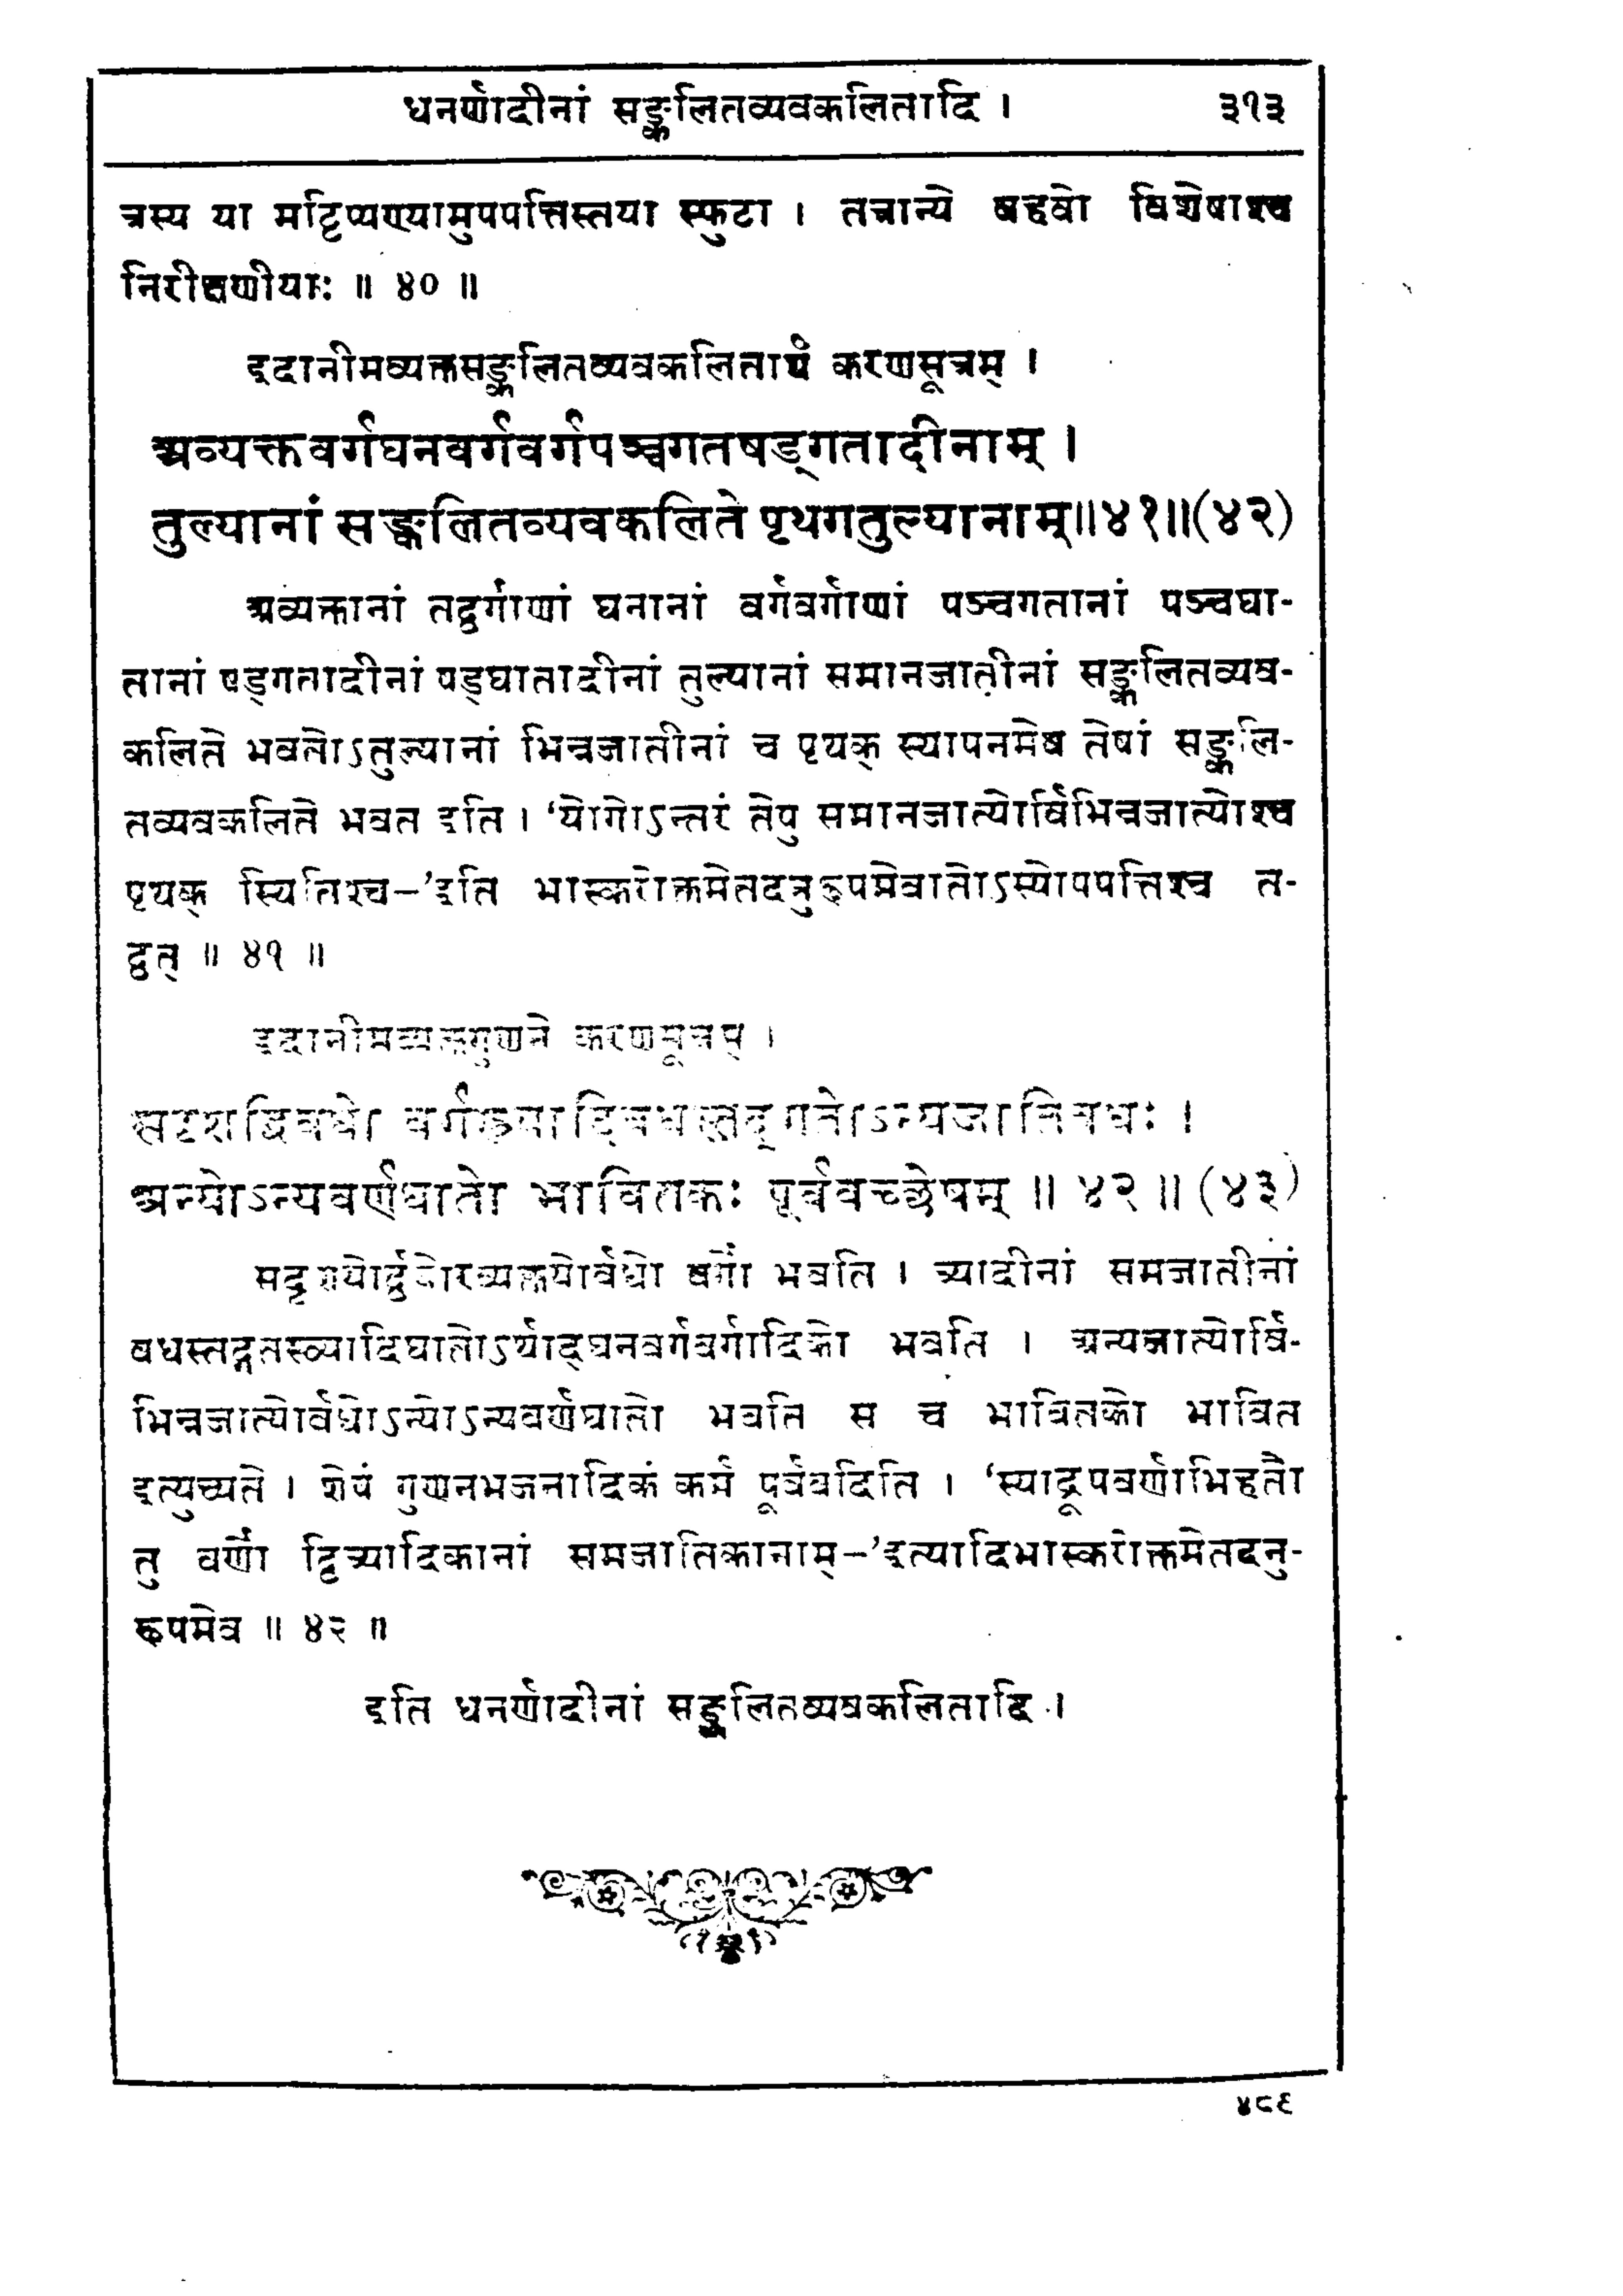 धनर्णादीनां सङ्कलितव्यवकलितादि । ३१३
त्रस्य या मट्टिप्पण्यामुपपत्तिस्तया स्फुटा । तत्रान्ये बहवो विशेषाश्च
निरीक्षणीयाः ॥ ४० ॥
इदानीमव्यक्तसङ्कलितव्यवकलितार्थं करणसूत्रम् ।
अव्यक्तवर्गघनवर्गवर्गपञ्चगतषड्गतादीनाम् ।
तुल्यानां सङ्कलितव्यवकलिते पृथगतुल्यानाम्॥४१॥(४२)
अव्यक्तानां तद्वर्गाणां घनानां वर्गवर्गाणां पञ्चगतानां पञ्चघा-
तानां षड्गतादीनां षड्घातादीनां तुल्यानां समानजातीनां सङ्कलितव्यव-
कलिते भवतोऽतुल्यानां भिन्नजातीनां च पृथक् स्थापनमेव तेषां सङ्कलि-
तव्यवकलिते भवत इति । 'योगोऽन्तरं तेषु समानजात्योर्विभिन्नजात्योश्च
पृथक् स्थितिश्च-'इति भास्करोक्तमेतदनुरूपमेवातोऽस्योपपत्तिश्च त-
द्वत् ॥ ४१ ॥
इदानीमव्यक्तगुणने करणसूत्रम् ।
सदृशद्विवधो वर्गस्त्र्यादिवधस्तद्गतोऽन्यजातिवधः ।
अन्योऽन्यवर्णघातो भावितकः पूर्ववच्छेषम् ॥ ४२ ॥ (४३)
सदृशयोर्द्वयोरव्यक्तयोर्वधो वर्गो भवति । त्र्यादीनां समजातीनां
वधस्तद्गतस्त्र्यादिघातोऽर्थाद्घनवर्गवर्गादिको भवति । अन्यजात्योर्वि-
भिन्नजात्योर्वधोऽन्योऽन्यवर्णघातो भवति स च भावितको भावित
इत्युच्यते । शेषं गुणनभजनादिकं कर्म पूर्ववदिति । 'स्याद्रूपवर्णाभिहतौ
तु वर्णो द्वित्र्यादिकानां समजातिकानाम्-'इत्यादिभास्करोक्तमेतदनु-
रूपमेव ॥ ४२ ॥
इति धनर्णादीनां सङ्कलितव्यवकलितादि ।
४८६